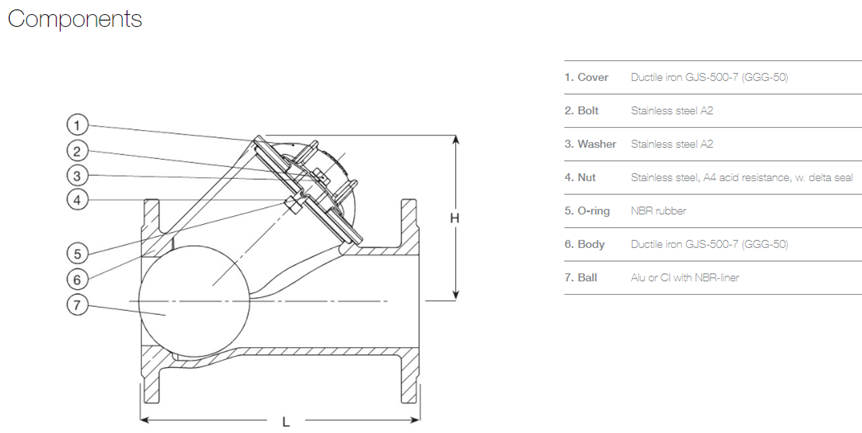 Components
1. Cover Ductile iron GJS-500-7 (GGG-50)
2. Bolt Stainless steel A2
3. Washer Stainless steel A2
4. Nut Stainless steel, A4 acid resistance, w. delta seal
5. O-ring NBR rubber
6. Body Ductile iron GJS-500-7 (GGG-50)
7. Ball Alu or CI with NBR-liner
1
2
3
4
5
6
7
H
L